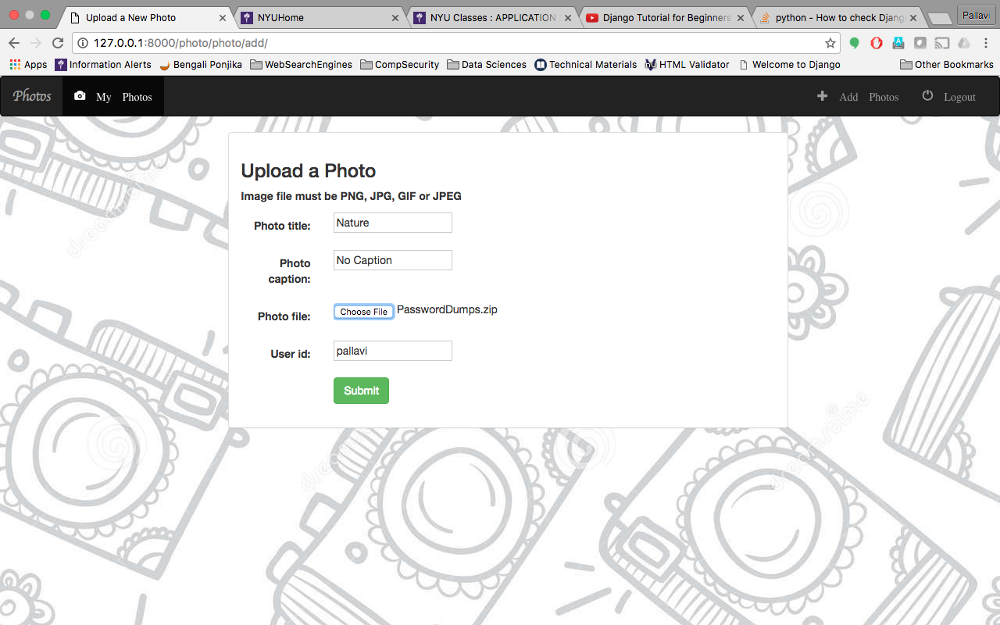 Upload a New Photo
NYUHome
NYU Classes : APPLICATION
Django Tutorial for Beginners
python - How to check Djang
Pallavi
127.0.0.1:8000/photo/photo/add/
Apps
Information Alerts
Bengali Ponjika
WebSearchEngines
CompSecurity
Data Sciences
Technical Materials
HTML Validator
Welcome to Django
Other Bookmarks
Photos
My Photos
Add Photos
Logout
Upload a Photo
Image file must be PNG, JPG, GIF or JPEG
Photo title:
Nature
Photo caption:
No Caption
Photo file:
Choose File PasswordDumps.zip
User id:
pallavi
Submit
dreamstime
dreamstime
dreamstime